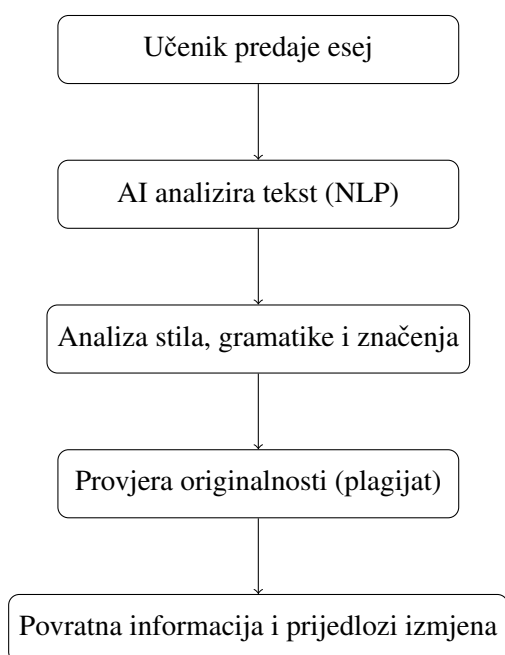 Učenik predaje esej
AI analizira tekst (NLP)
Analiza stila, gramatike i značenja
Provjera originalnosti (plagijat)
Povratna informacija i prijedlozi izmjena